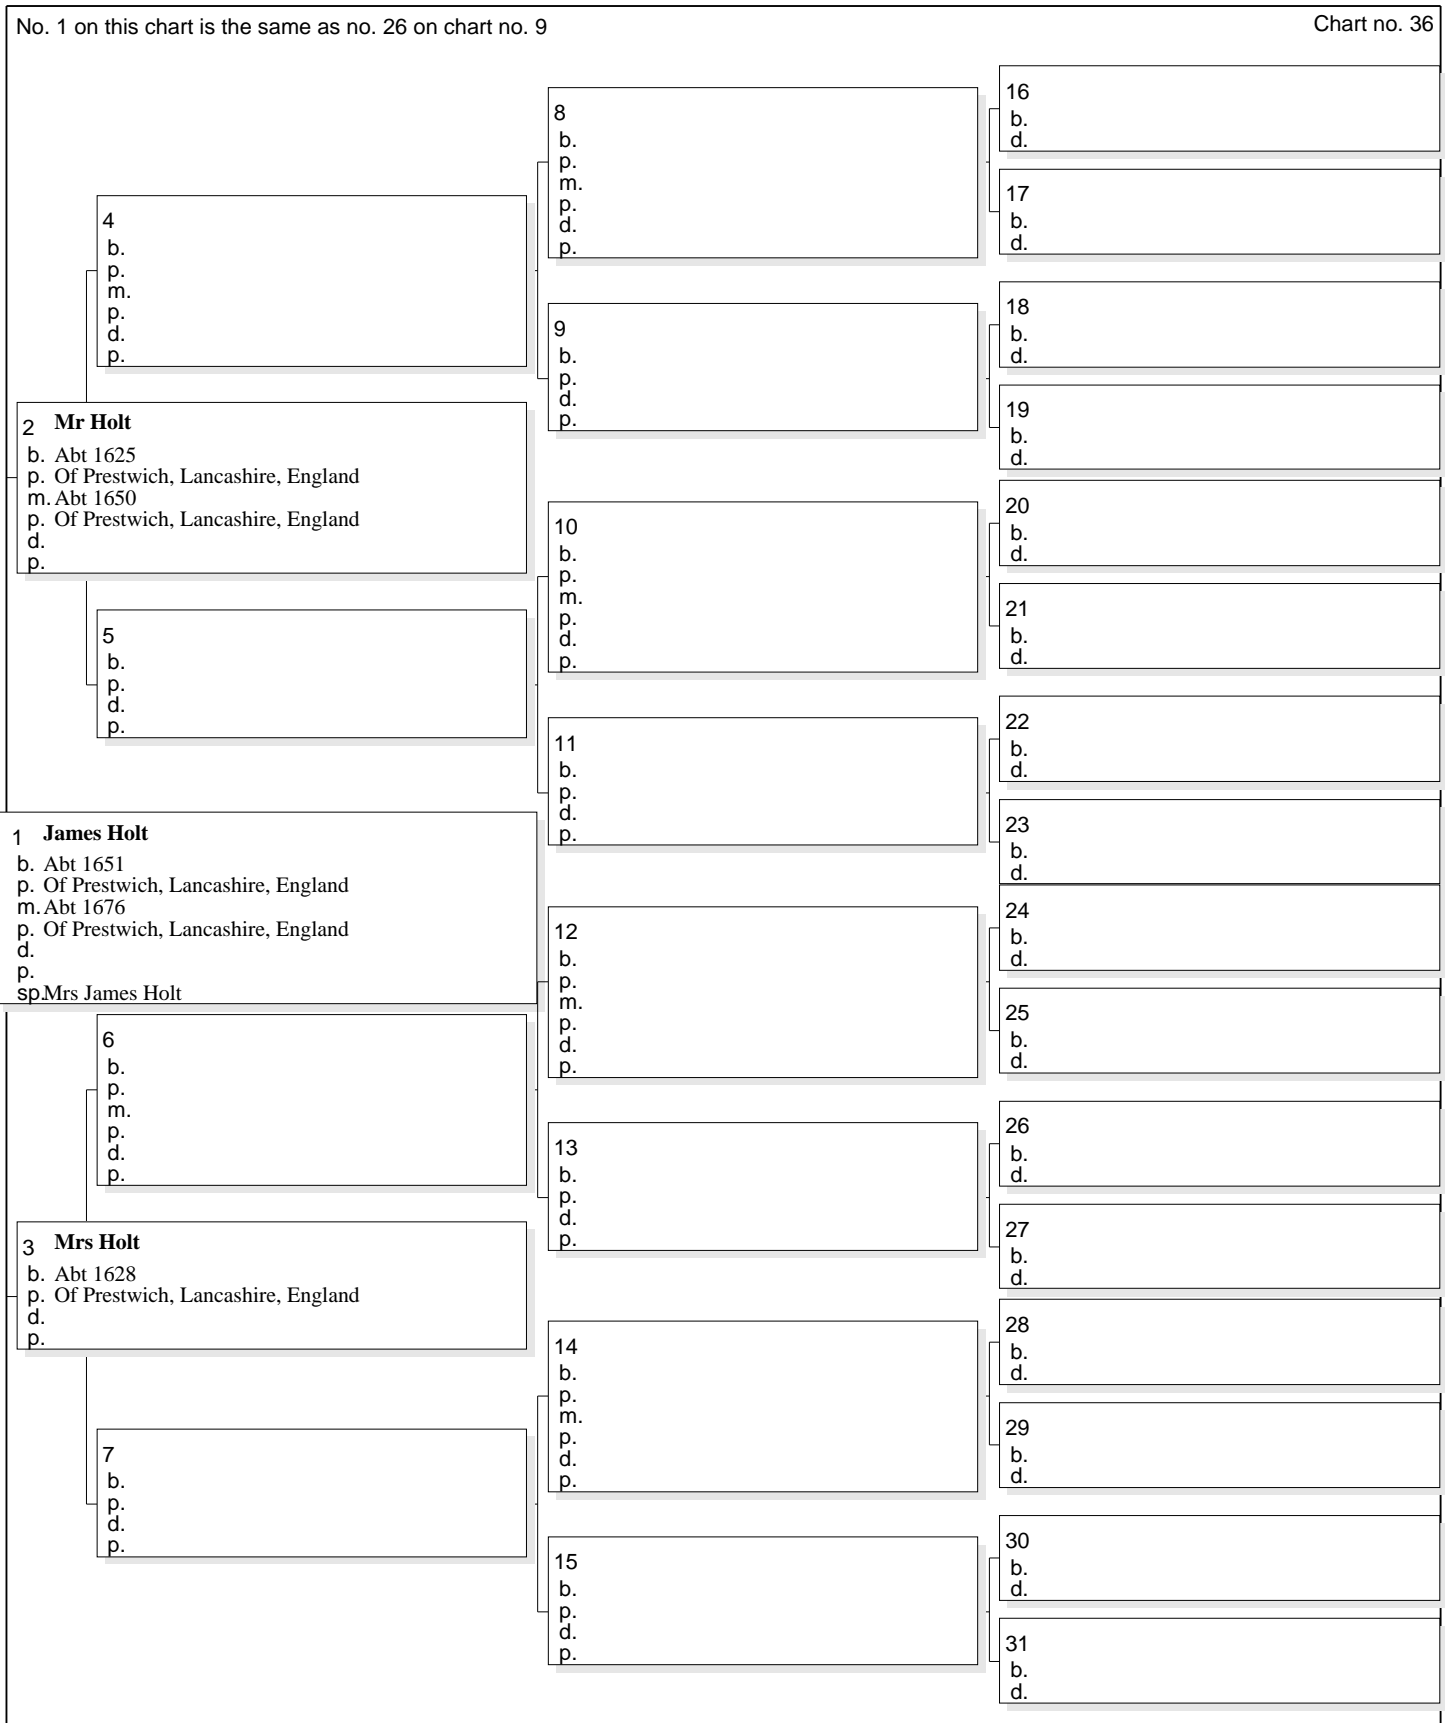 No. 1 on this chart is the same as no. 26 on chart no. 9
Chart no. 36
4
b.
p.
m.
p.
d.
p.
2 Mr Holt
b. Abt 1625
p. Of Prestwich, Lancashire, England
m. Abt 1650
p. Of Prestwich, Lancashire, England
d.
p.
5
b.
p.
d.
p.
1 James Holt
b. Abt 1651
p. Of Prestwich, Lancashire, England
m. Abt 1676
p. Of Prestwich, Lancashire, England
d.
p.
sp. Mrs James Holt
6
b.
p.
m.
p.
d.
p.
3 Mrs Holt
b. Abt 1628
p. Of Prestwich, Lancashire, England
d.
p.
7
b.
p.
d.
p.
8
b.
p.
m.
p.
d.
p.
9
b.
p.
d.
p.
10
b.
p.
m.
p.
d.
p.
11
b.
p.
d.
p.
12
b.
p.
m.
p.
d.
p.
13
b.
p.
d.
p.
14
b.
p.
m.
p.
d.
p.
15
b.
p.
d.
p.
16
b.
d.
17
b.
d.
18
b.
d.
19
b.
d.
20
b.
d.
21
b.
d.
22
b.
d.
23
b.
d.
24
b.
d.
25
b.
d.
26
b.
d.
27
b.
d.
28
b.
d.
29
b.
d.
30
b.
d.
31
b.
d.